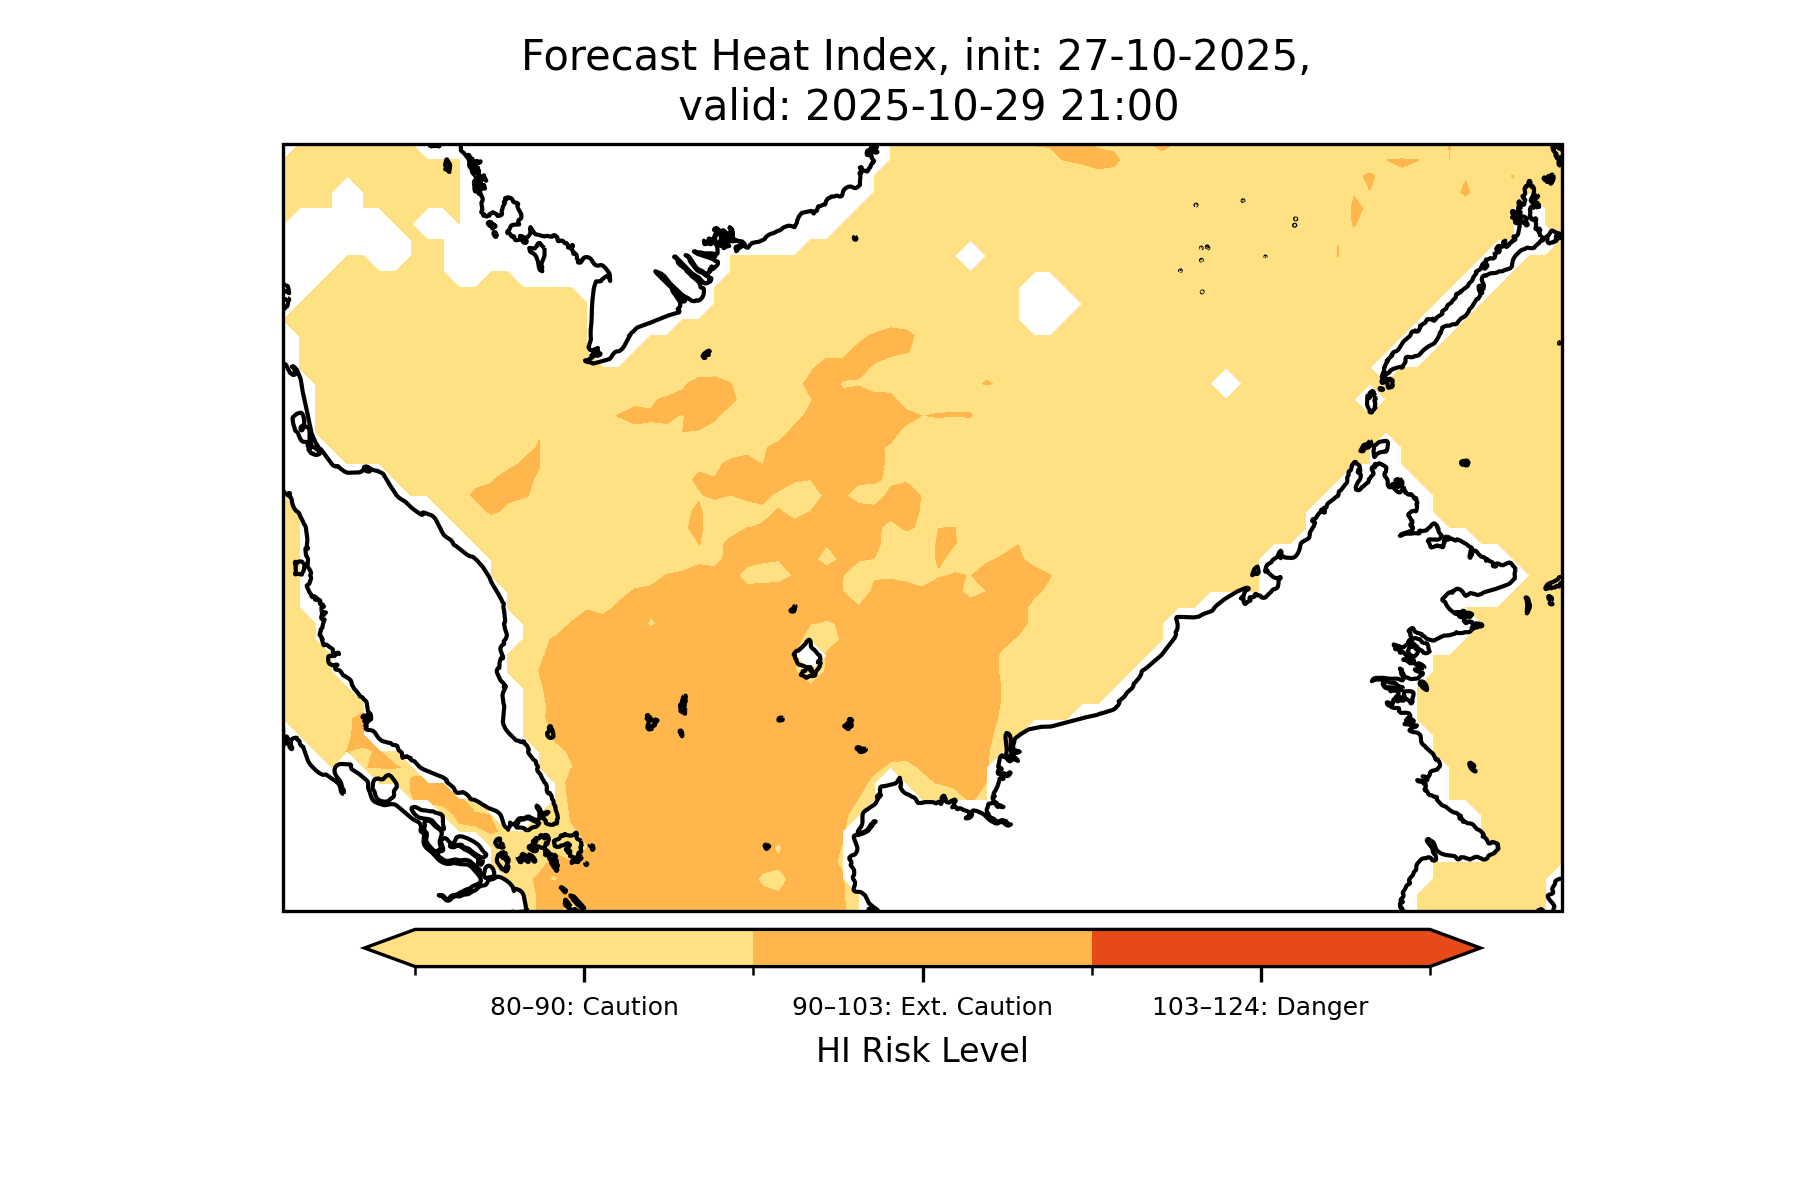 Forecast Heat Index, init: 27-10-2025,
valid: 2025-10-29 21:00
80–90: Caution
90–103: Ext. Caution
103–124: Danger
HI Risk Level